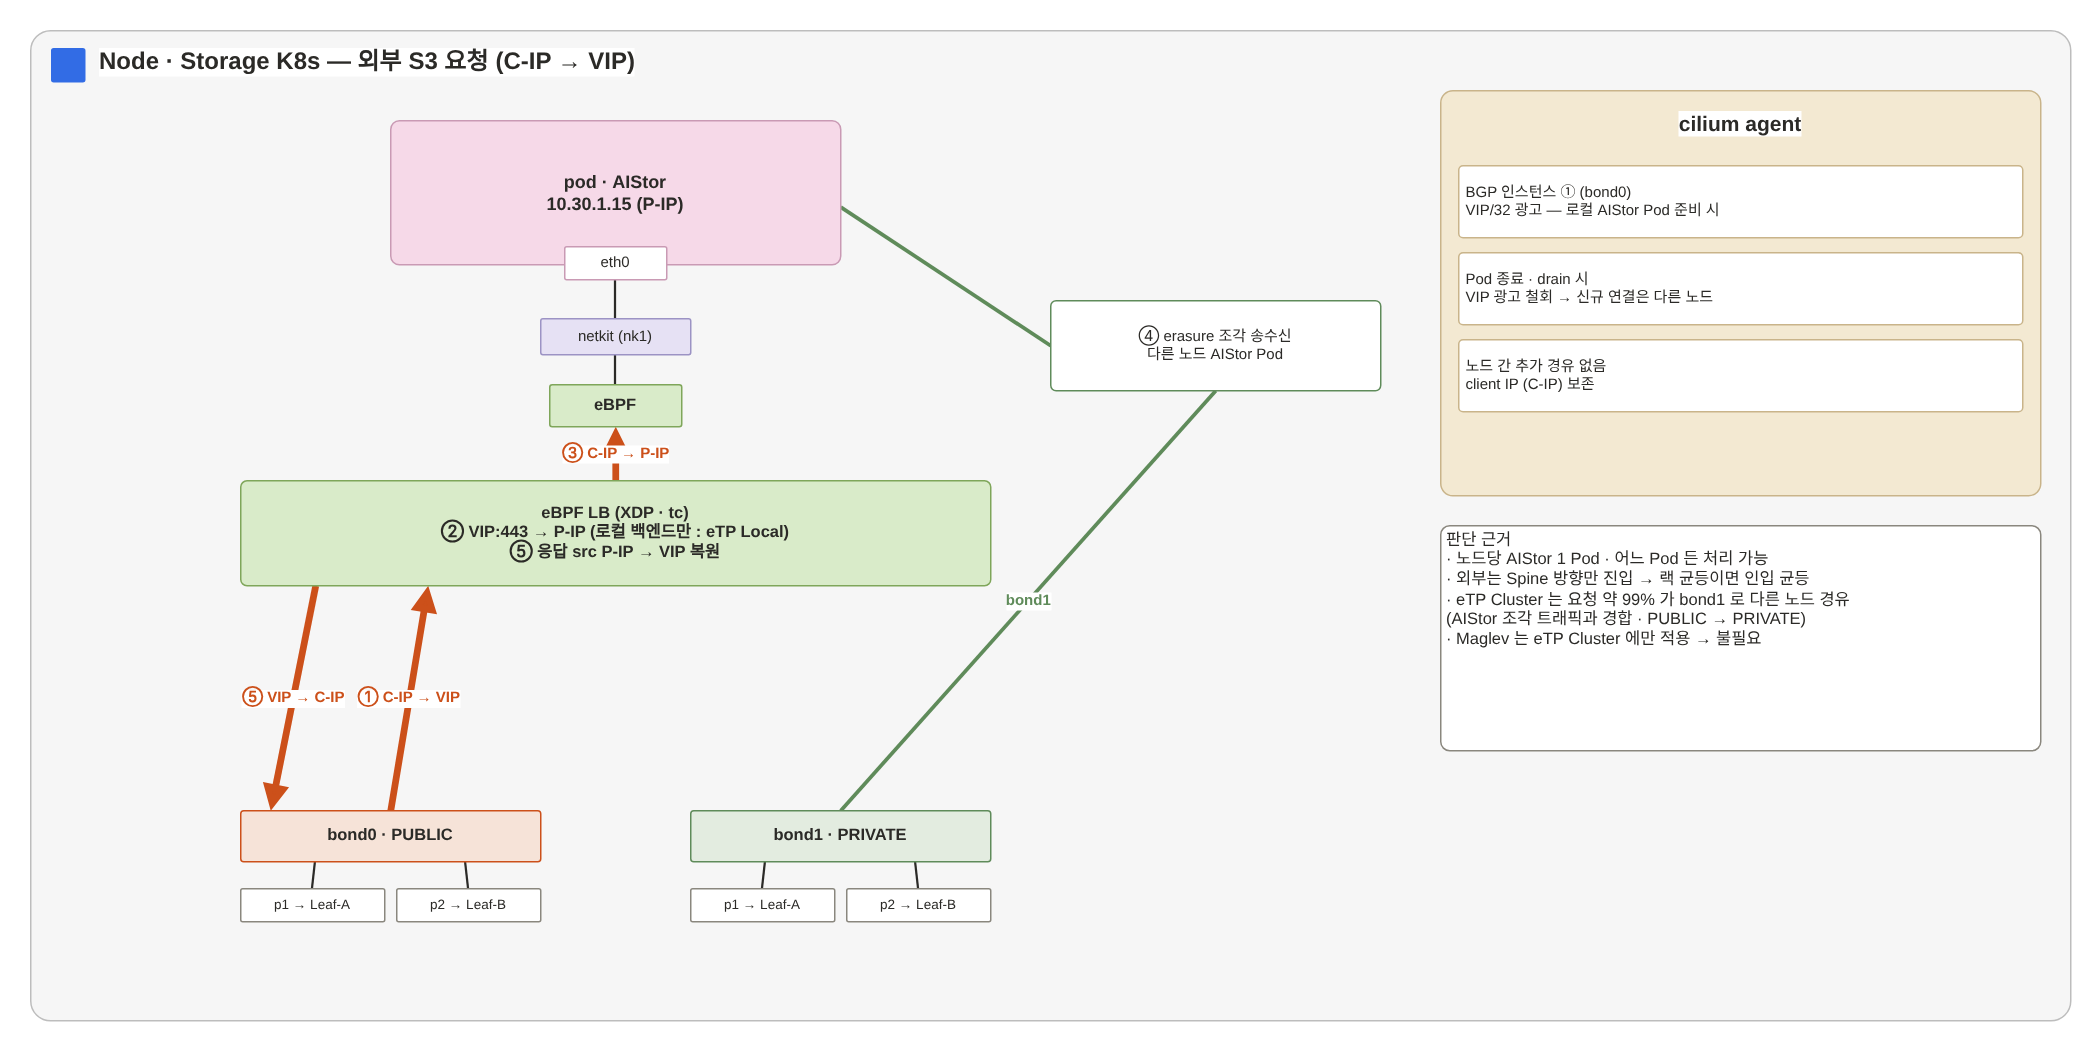 Node · Storage K8s — 외부 S3 요청 (C-IP → VIP)
pod · AIStor
10.30.1.15 (P-IP)
eth0
netkit (nk1)
eBPF
③ C-IP → P-IP
eBPF LB (XDP · tc)
② VIP:443 → P-IP (로컬 백엔드만 : eTP Local)
⑤ 응답 src P-IP → VIP 복원
④ erasure 조각 송수신
다른 노드 AIStor Pod
bond1
⑤ VIP → C-IP
① C-IP → VIP
bond0 · PUBLIC
bond1 · PRIVATE
p1 → Leaf-A
p2 → Leaf-B
p1 → Leaf-A
p2 → Leaf-B
cilium agent
BGP 인스턴스 ① (bond0)
VIP/32 광고 — 로컬 AIStor Pod 준비 시
Pod 종료 · drain 시
VIP 광고 철회 → 신규 연결은 다른 노드
노드 간 추가 경유 없음
client IP (C-IP) 보존
판단 근거
· 노드당 AIStor 1 Pod · 어느 Pod 든 처리 가능
· 외부는 Spine 방향만 진입 → 랙 균등이면 인입 균등
· eTP Cluster 는 요청 약 99% 가 bond1 로 다른 노드 경유
(AIStor 조각 트래픽과 경합 · PUBLIC → PRIVATE)
· Maglev 는 eTP Cluster 에만 적용 → 불필요